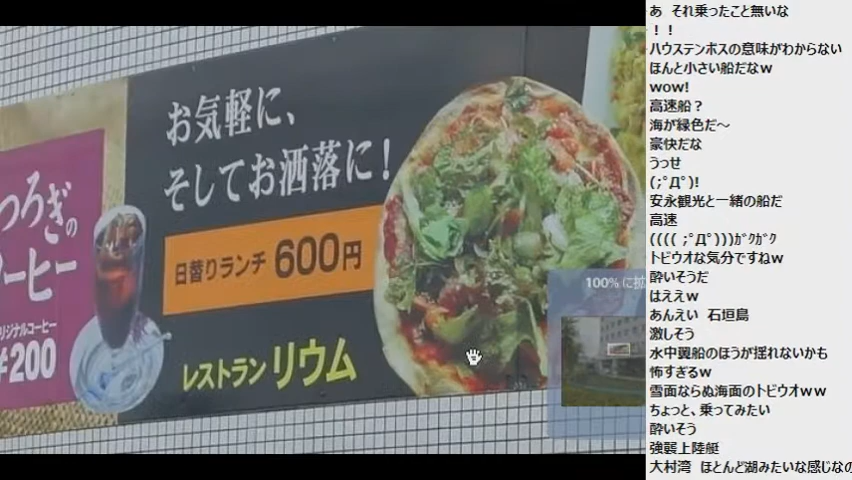 お気軽に、
そしてお洒落に!
日替りランチ 600円
レストラン リウム
つろぎの
ーヒー
リジナルコーヒー
¥200
100% に拡
あ それ乗ったこと無いな
!!
ハウステンボスの意味がわからない
ほんと小さい船だなw
wow!
高速船?
海が緑色だ~
豪快だな
うっせ
(;ﾟДﾟ)!
安永観光と一緒の船だ
高速
(((( ;ﾟДﾟ)))ｶﾞｸｶﾞｸ
トビウオな気分ですねw
酔いそうだ
はええw
あんえい 石垣島
激しそう
水中翼船のほうが揺れないかも
怖すぎるw
雪面ならぬ海面のトビウオww
ちょっと、乗ってみたい
酔いそう
強襲上陸艇
大村湾 ほとんど湖みたいな感じなの